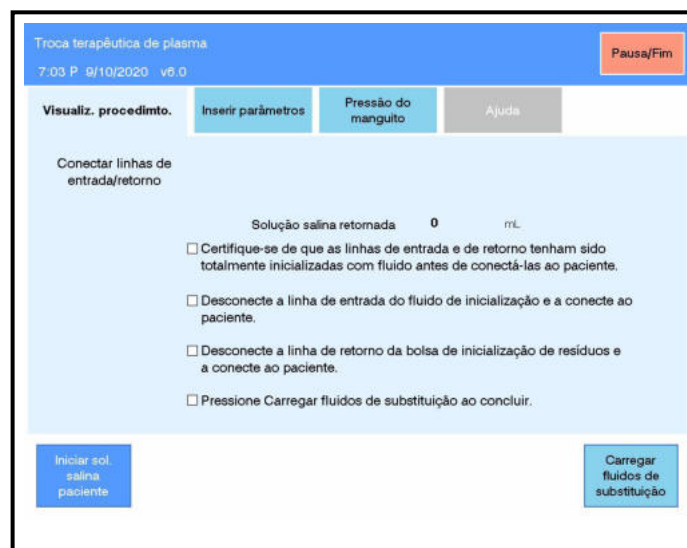 Troca terapêutica de plasma
7:03 P 9/10/2020 v6.0
Pausa/Fim
Visualiz. procedimto.
Inserir parâmetros
Pressão do
manguito
Ajuda
Conectar linhas de
entrada/retorno
Solução salina retornada 0 mL
Certifique-se de que as linhas de entrada e de retorno tenham sido
totalmente inicializadas com fluido antes de conectá-las ao paciente.
Desconecte a linha de entrada do fluido de inicialização e a conecte ao
paciente.
Desconecte a linha de retorno da bolsa de inicialização de resíduos e
a conecte ao paciente.
Pressione Carregar fluidos de substituição ao concluir.
Iniciar sol.
salina
paciente
Carregar
fluidos de
substituição